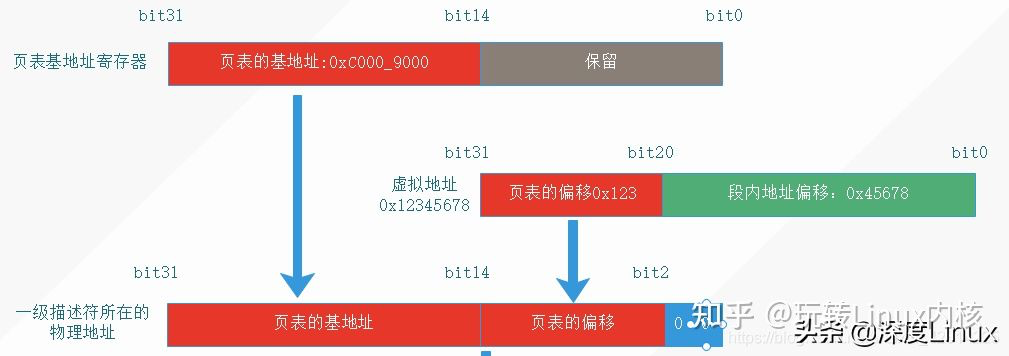 bit31 bit14 bit0
页表基地址寄存器 页表的基地址:0xC000_9000 保留
bit31 bit20 bit0
虚拟地址
0x12345678
页表的偏移0x123 段内地址偏移：0x45678
bit31 bit14 bit2
一级描述符所在的
物理地址
页表的基地址 页表的偏移 0
知乎 @玩转Linux内核
头条 @深度Linux